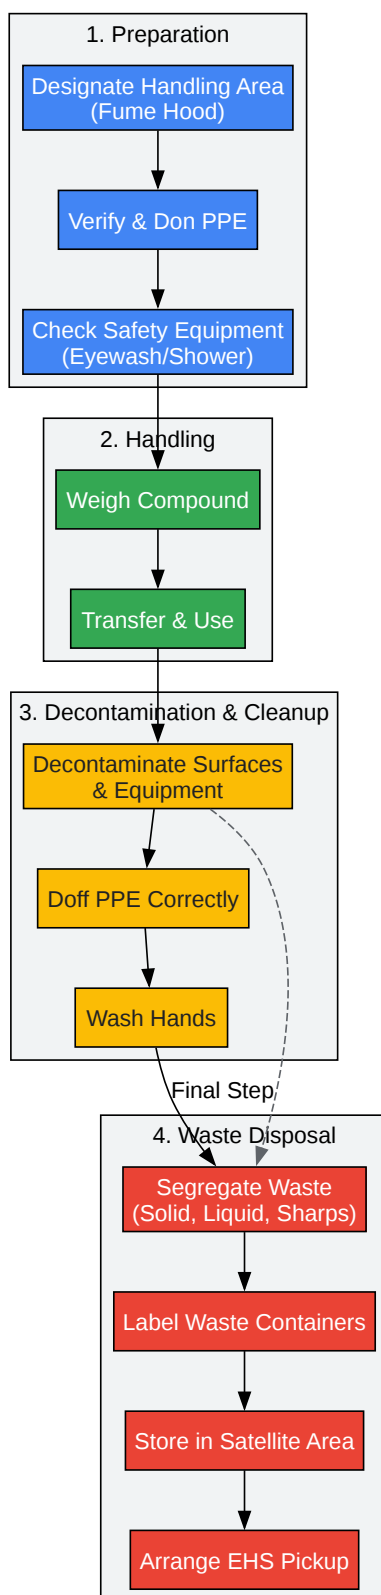 1. Preparation
Designate Handling Area
(Fume Hood)
Verify & Don PPE
Check Safety Equipment
(Eyewash/Shower)
2. Handling
Weigh Compound
Transfer & Use
3. Decontamination & Cleanup
Decontaminate Surfaces
& Equipment
Doff PPE Correctly
Wash Hands
Final Step
4. Waste Disposal
Segregate Waste
(Solid, Liquid, Sharps)
Label Waste Containers
Store in Satellite Area
Arrange EHS Pickup